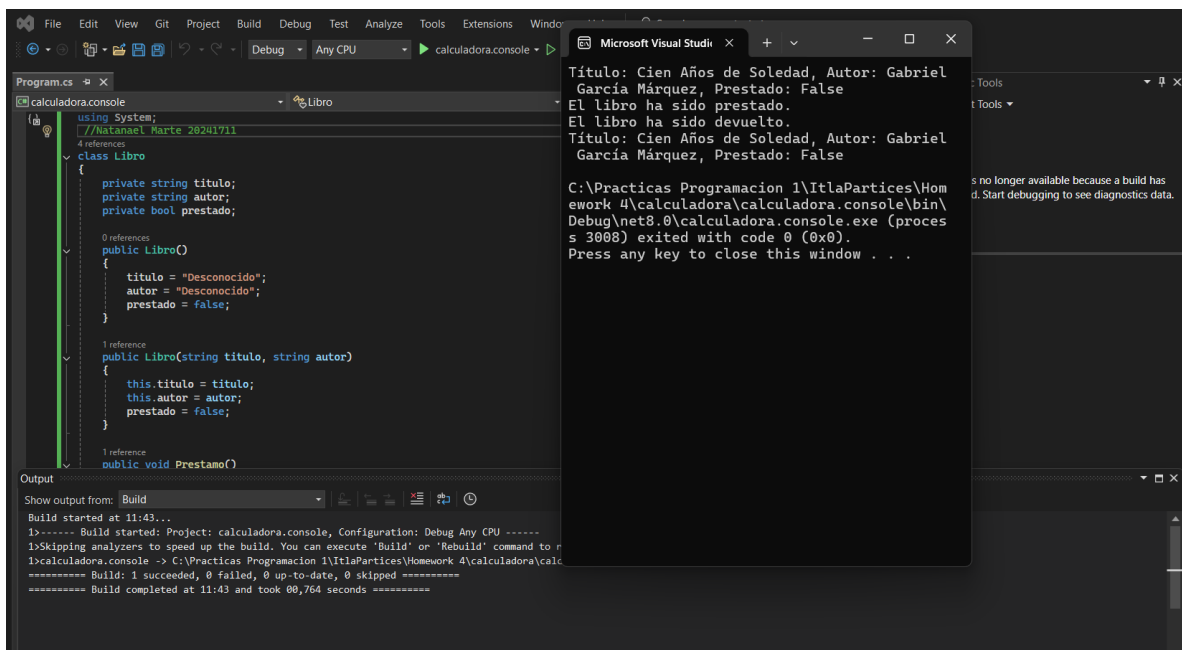 File Edit View Git Project Build Debug Test Analyze Tools Extensions
Debug Any CPU calculadora.console
Program.cs
calculadora.console Libro
using System;
//Natanael Marte 20241711
4 references
class Libro
{
private string titulo;
private string autor;
private bool prestado;
0 references
public Libro()
{
titulo = "Desconocido";
autor = "Desconocido";
prestado = false;
}
1 reference
public Libro(string titulo, string autor)
{
this.titulo = titulo;
this.autor = autor;
prestado = false;
}
1 reference
public void Prestamo()
Microsoft Visual Studi
Título: Cien Años de Soledad, Autor: Gabriel
García Márquez, Prestado: False
El libro ha sido prestado.
El libro ha sido devuelto.
Título: Cien Años de Soledad, Autor: Gabriel
García Márquez, Prestado: False
C:\Practicas Programacion 1\ItlaPartices\Hom
ework 4\calculadora\calculadora.console\bin\
Debug\net8.0\calculadora.console.exe (proces
s 3008) exited with code 0 (0x0).
Press any key to close this window . . .
Tools
Tools
s no longer available because a build has
d. Start debugging to see diagnostics data.
Output
Show output from: Build
Build started at 11:43...
1>------ Build started: Project: calculadora.console, Configuration: Debug Any CPU ------
1>Skipping analyzers to speed up the build. You can execute 'Build' or 'Rebuild' command to r
1>calculadora.console -> C:\Practicas Programacion 1\ItlaPartices\Homework 4\calculadora\calc
========== Build: 1 succeeded, 0 failed, 0 up-to-date, 0 skipped ==========
========== Build completed at 11:43 and took 00,764 seconds ==========